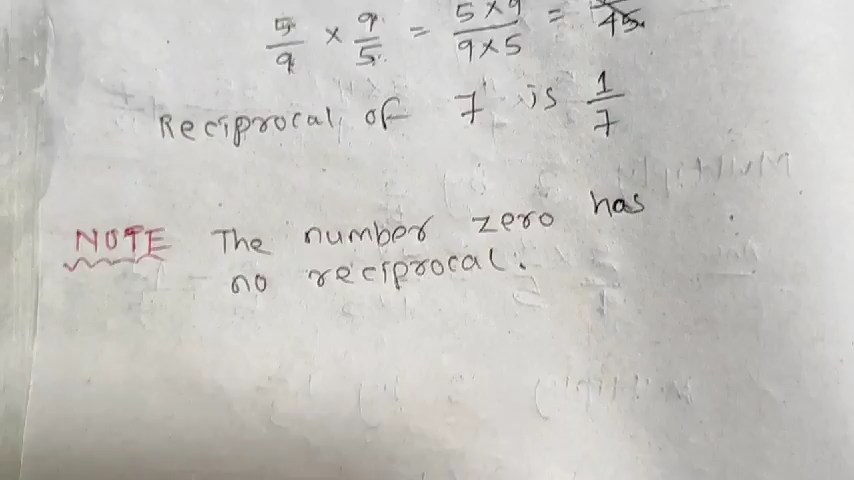 5/9 × 9/5 = 5×9/9×5 = /45
Reciprocal of 7 is 1/7
NOTE The number zero has
no reciprocal.